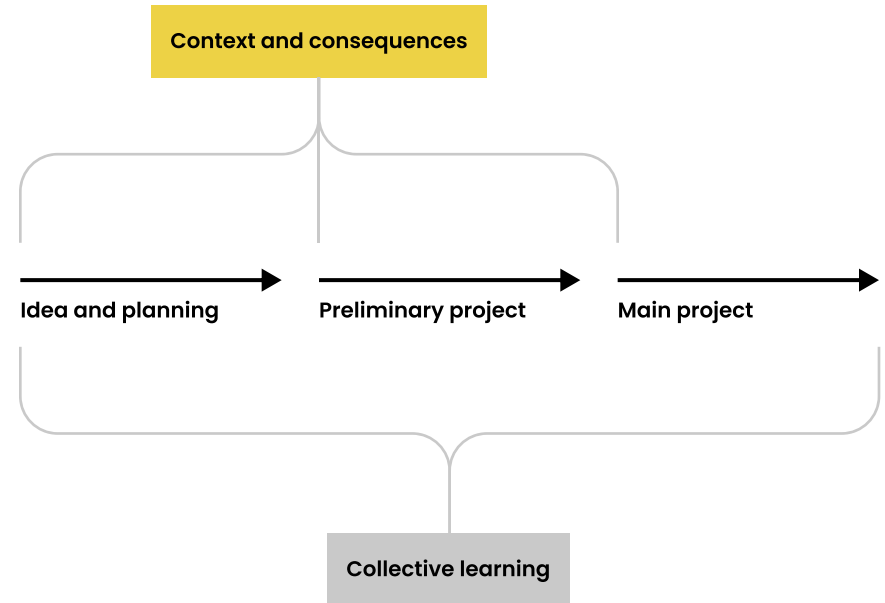 Context and consequences
Idea and planning
Preliminary project
Main project
Collective learning